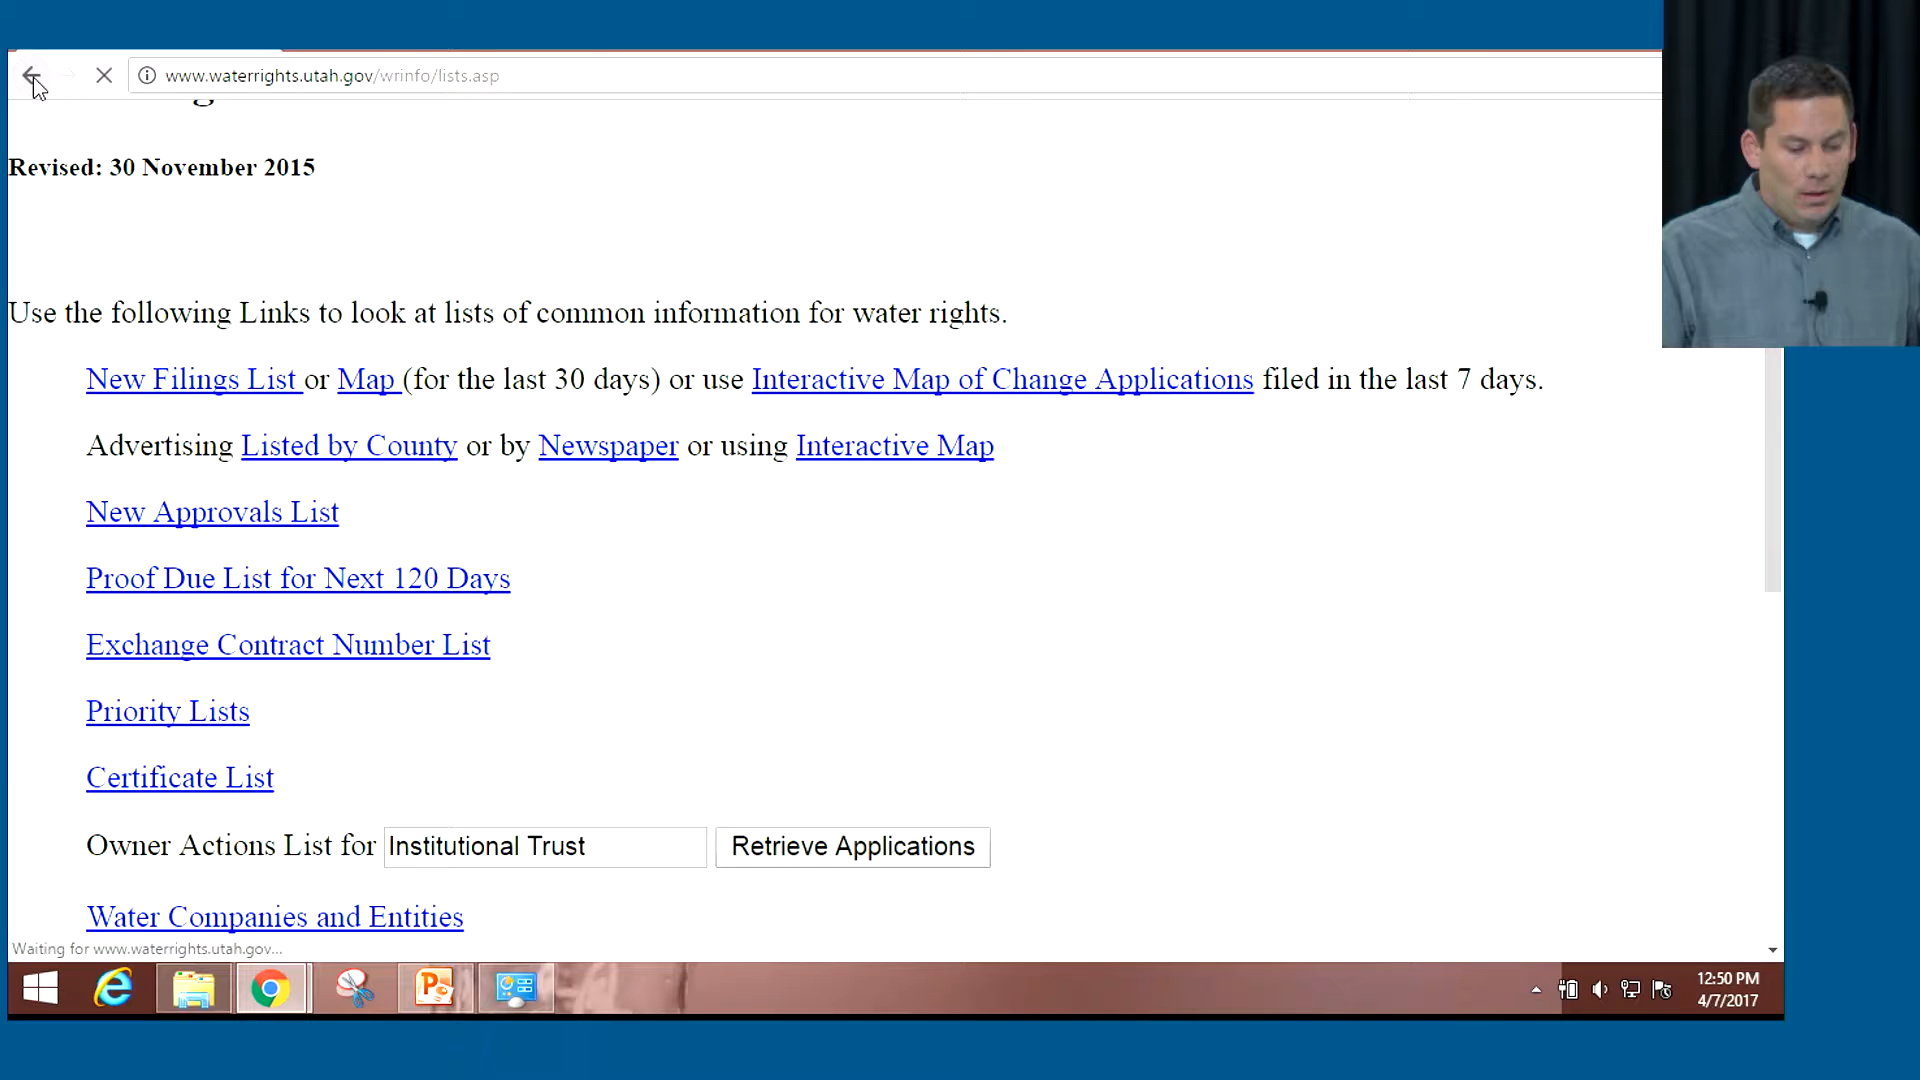 www.waterrights.utah.gov/wrinfo/lists.asp
Revised: 30 November 2015
Use the following Links to look at lists of common information for water rights.
New Filings List or Map (for the last 30 days) or use Interactive Map of Change Applications filed in the last 7 days.
Advertising Listed by County or by Newspaper or using Interactive Map
New Approvals List
Proof Due List for Next 120 Days
Exchange Contract Number List
Priority Lists
Certificate List
Owner Actions List for Institutional Trust Retrieve Applications
Water Companies and Entities
Waiting for www.waterrights.utah.gov...
12:50 PM
4/7/2017